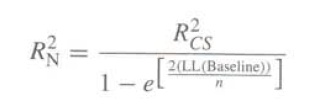 R²_N = R²_CS / (1 − e^[2(LL(Baseline))/n])